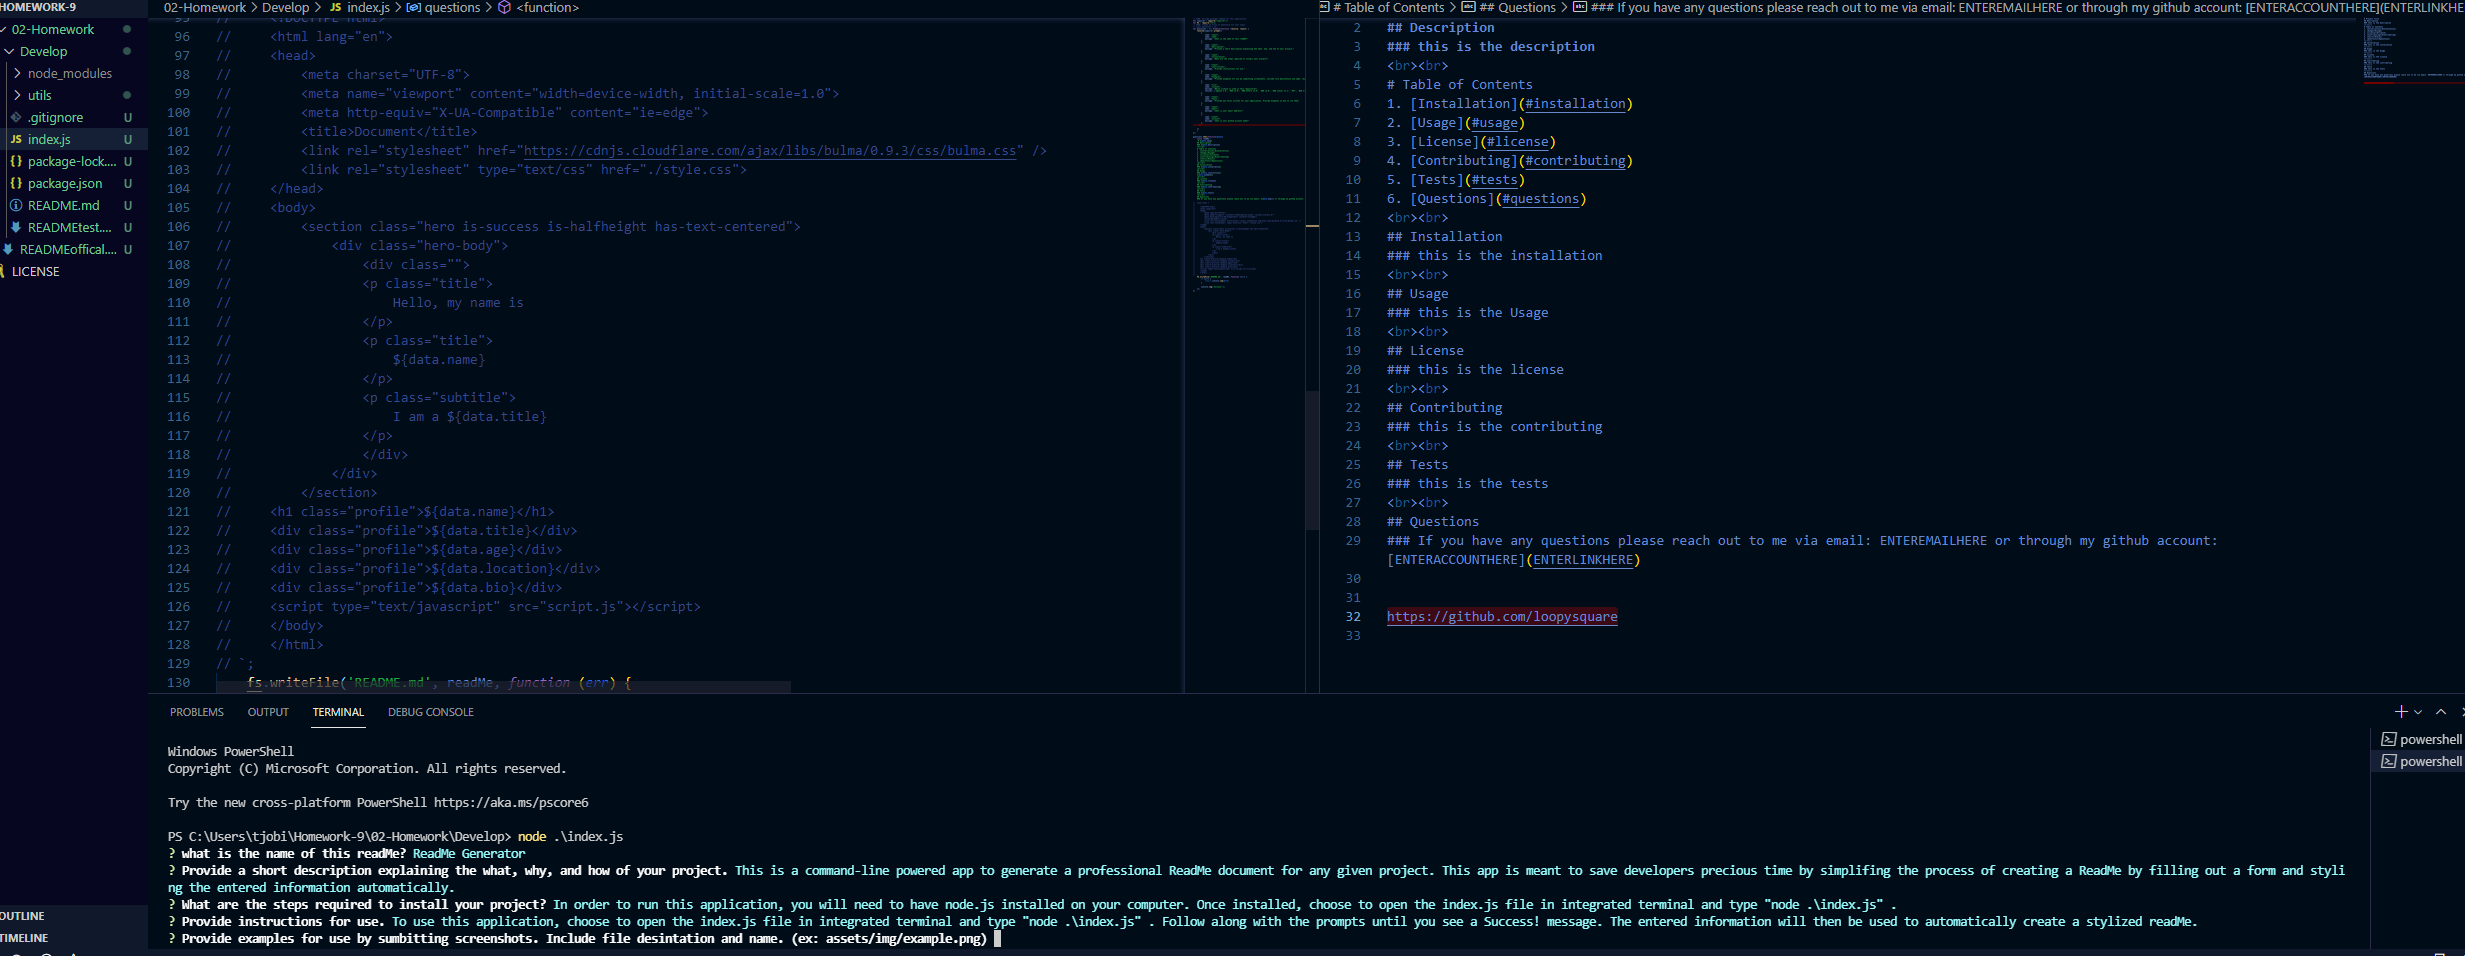 HOMEWORK-9
02-Homework
Develop
node_modules
utils
.gitignore U
JS index.js U
{} package-lock.... U
{} package.json U
README.md U
READMEtest.... U
READMEoffical.... U
LICENSE
OUTLINE
TIMELINE
02-Homework > Develop > JS index.js > questions > <function>
95 // <!DOCTYPE html>
96 // <html lang="en">
97 // <head>
98 // <meta charset="UTF-8">
99 // <meta name="viewport" content="width=device-width, initial-scale=1.0">
100 // <meta http-equiv="X-UA-Compatible" content="ie=edge">
101 // <title>Document</title>
102 // <link rel="stylesheet" href="https://cdnjs.cloudflare.com/ajax/libs/bulma/0.9.3/css/bulma.css" />
103 // <link rel="stylesheet" type="text/css" href="./style.css">
104 // </head>
105 // <body>
106 // <section class="hero is-success is-halfheight has-text-centered">
107 // <div class="hero-body">
108 // <div class="">
109 // <p class="title">
110 // Hello, my name is
111 // </p>
112 // <p class="title">
113 // ${data.name}
114 // </p>
115 // <p class="subtitle">
116 // I am a ${data.title}
117 // </p>
118 // </div>
119 // </div>
120 // </section>
121 // <h1 class="profile">${data.name}</h1>
122 // <div class="profile">${data.title}</div>
123 // <div class="profile">${data.age}</div>
124 // <div class="profile">${data.location}</div>
125 // <div class="profile">${data.bio}</div>
126 // <script type="text/javascript" src="script.js"></script>
127 // </body>
128 // </html>
129 // `;
130 fs.writeFile('README.md', readMe, function (err) {
# Table of Contents > ## Questions > ### If you have any questions please reach out to me via email: ENTEREMAILHERE or through my github account: [ENTERACCOUNTHERE](ENTERLINKHE
2 ## Description
3 ### this is the description
4 <br><br>
5 # Table of Contents
6 1. [Installation](#installation)
7 2. [Usage](#usage)
8 3. [License](#license)
9 4. [Contributing](#contributing)
10 5. [Tests](#tests)
11 6. [Questions](#questions)
12 <br><br>
13 ## Installation
14 ### this is the installation
15 <br><br>
16 ## Usage
17 ### this is the Usage
18 <br><br>
19 ## License
20 ### this is the license
21 <br><br>
22 ## Contributing
23 ### this is the contributing
24 <br><br>
25 ## Tests
26 ### this is the tests
27 <br><br>
28 ## Questions
29 ### If you have any questions please reach out to me via email: ENTEREMAILHERE or through my github account:
[ENTERACCOUNTHERE](ENTERLINKHERE)
30
31
32 https://github.com/loopysquare
33
PROBLEMS OUTPUT TERMINAL DEBUG CONSOLE
Windows PowerShell
Copyright (C) Microsoft Corporation. All rights reserved.
Try the new cross-platform PowerShell https://aka.ms/pscore6
PS C:\Users\tjobi\Homework-9\02-Homework\Develop> node .\index.js
? what is the name of this readMe? ReadMe Generator
? Provide a short description explaining the what, why, and how of your project. This is a command-line powered app to generate a professional ReadMe document for any given project. This app is meant to save developers precious time by simplifing the process of creating a ReadMe by filling out a form and styli
ng the entered information automatically.
? What are the steps required to install your project? In order to run this application, you will need to have node.js installed on your computer. Once installed, choose to open the index.js file in integrated terminal and type "node .\index.js" .
? Provide instructions for use. To use this application, choose to open the index.js file in integrated terminal and type "node .\index.js" . Follow along with the prompts until you see a Success! message. The entered information will then be used to automatically create a stylized readMe.
? Provide examples for use by sumbitting screenshots. Include file desintation and name. (ex: assets/img/example.png)
powershell
powershell